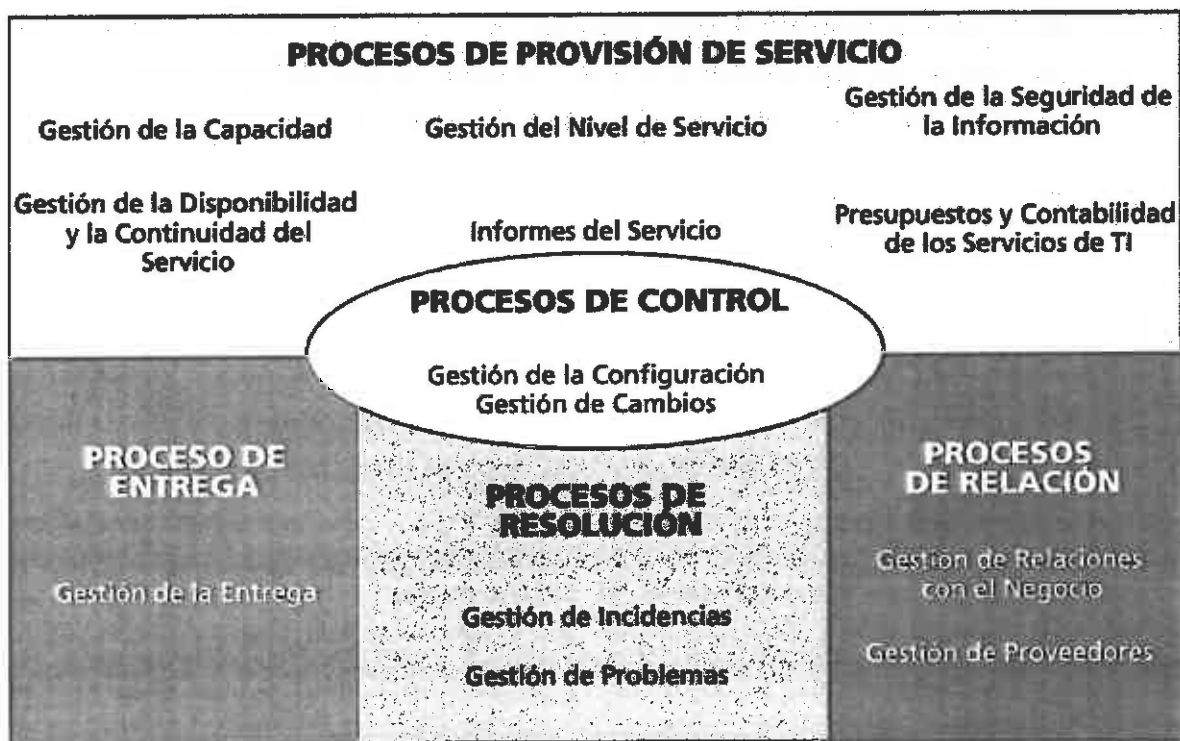 PROCESOS DE PROVISIÓN DE SERVICIO
Gestión de la Capacidad
Gestión del Nivel de Servicio
Gestión de la Seguridad de
la Información
Gestión de la Disponibilidad
y la Continuidad del
Servicio
Informes del Servicio
Presupuestos y Contabilidad
de los Servicios de TI
PROCESOS DE CONTROL
Gestión de la Configuración
Gestión de Cambios
PROCESO DE
ENTREGA
Gestión de la Entrega
PROCESOS DE
RESOLUCIÓN
Gestión de Incidencias
Gestión de Problemas
PROCESOS
DE RELACIÓN
Gestión de Relaciones
con el Negocio
Gestión de Proveedores